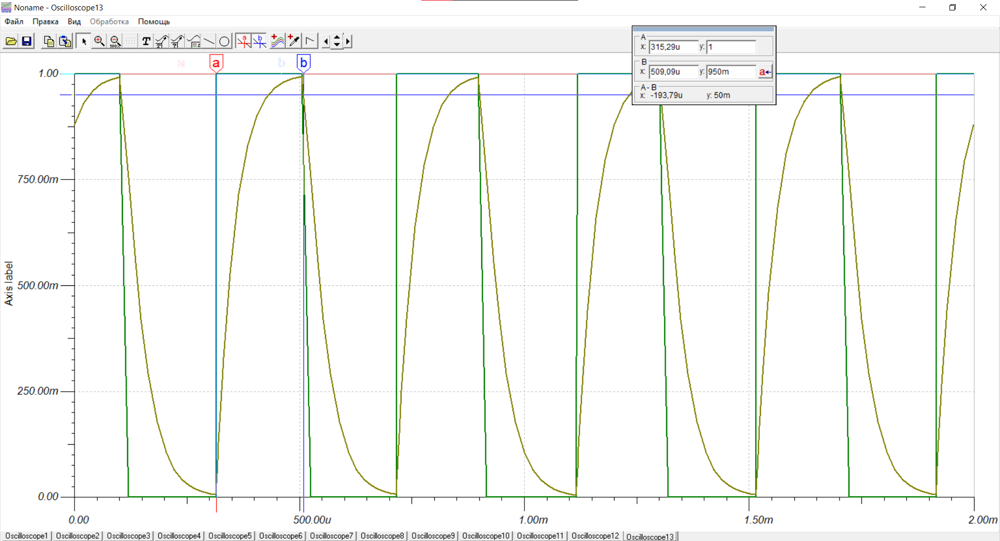 Noname - Oscilloscope13
Файл Правка Вид Обработка Помощь
T 100% T ? a b
A
x: 315,29u y: 1
B
x: 509,09u y: 950m a
A - B
x: -193,79u y: 50m
a a b b
1.00
750.00m
500.00m
250.00m
0.00
Axis label
0.00 500.00u 1.00m 1.50m 2.00m
Oscilloscope1 Oscilloscope2 Oscilloscope3 Oscilloscope4 Oscilloscope5 Oscilloscope6 Oscilloscope7 Oscilloscope8 Oscilloscope9 Oscilloscope10 Oscilloscope11 Oscilloscope12 Oscilloscope13